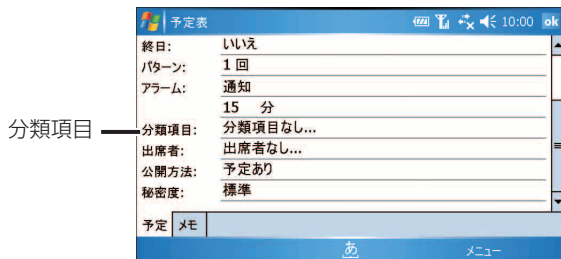 予定表 10:00 ok
終日: いいえ
パターン: 1 回
アラーム: 通知
15 分
分類項目
分類項目: 分類項目なし...
出席者: 出席者なし...
公開方法: 予定あり
秘密度: 標準
予定 メモ
あ メニュー